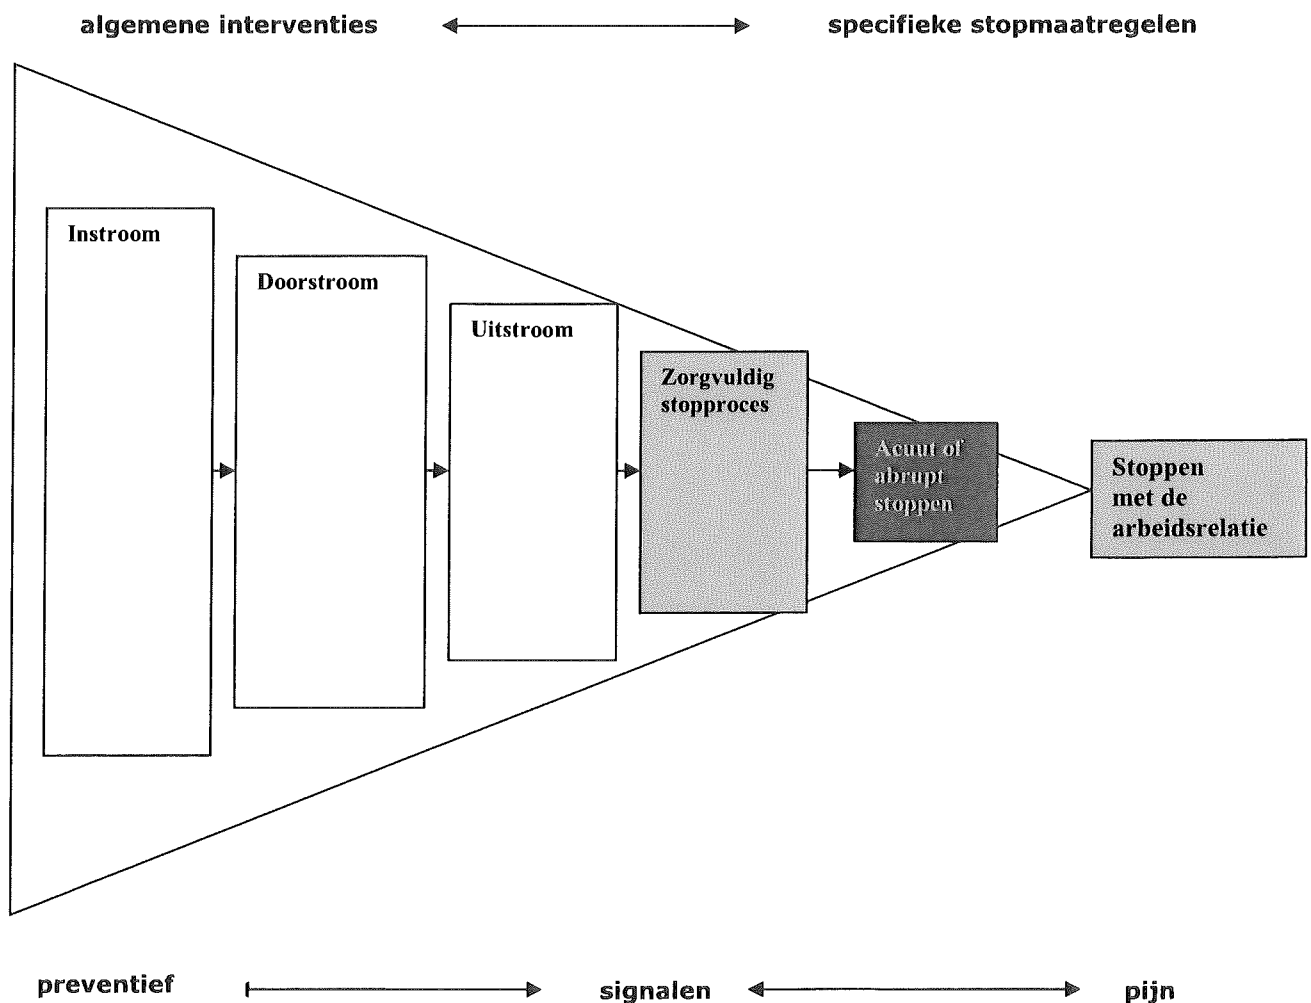 algemene interventies
specifieke stopmaatregelen
Instroom
Doorstroom
Uitstroom
Zorgvuldig
stopproces
Acuut of
abrupt
stoppen
Stoppen
met de
arbeidsrelatie
preventief
signalen
pijn